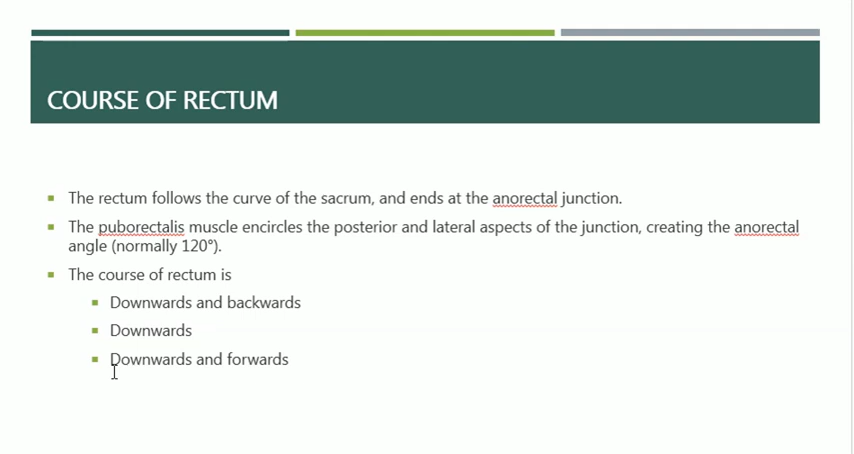 COURSE OF RECTUM
The rectum follows the curve of the sacrum, and ends at the anorectal junction.
The puborectalis muscle encircles the posterior and lateral aspects of the junction, creating the anorectal
angle (normally 120°).
The course of rectum is
Downwards and backwards
Downwards
Downwards and forwards